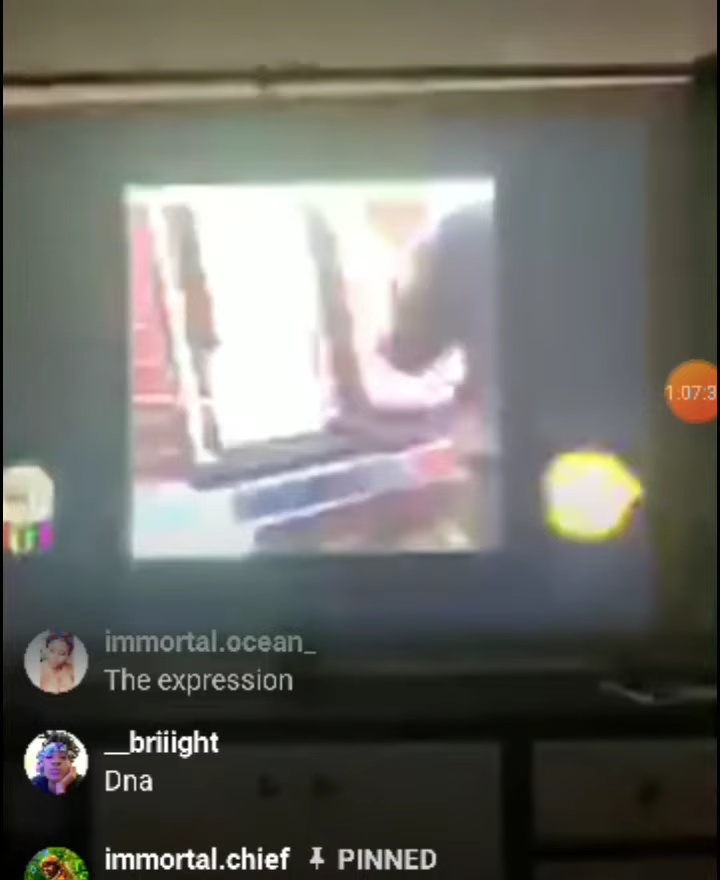 1:07:3
immortal.ocean_
The expression
__briiight
Dna
immortal.chief PINNED